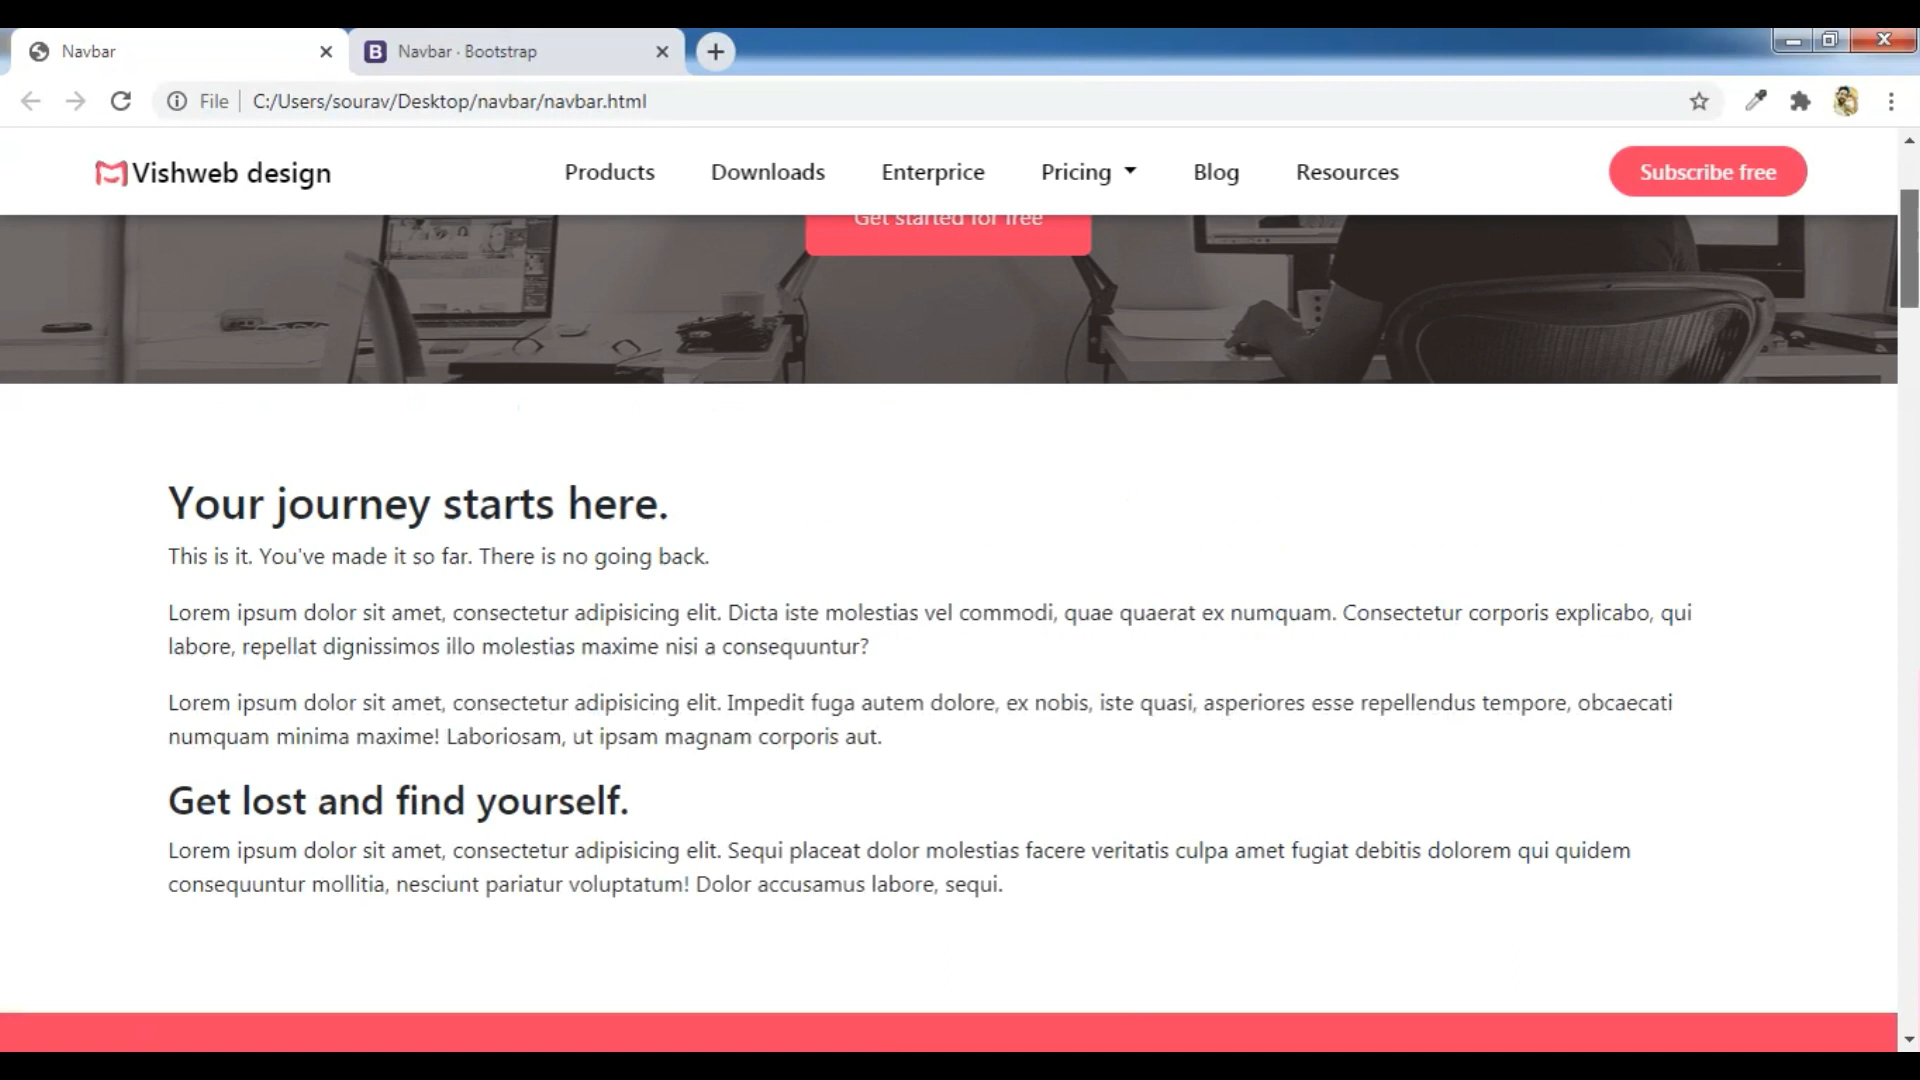 Navbar
Navbar · Bootstrap
File
C:/Users/sourav/Desktop/navbar/navbar.html
Vishweb design
Products
Downloads
Enterprice
Pricing
Blog
Resources
Subscribe free
Get started for free
Your journey starts here.
This is it. You've made it so far. There is no going back.
Lorem ipsum dolor sit amet, consectetur adipisicing elit. Dicta iste molestias vel commodi, quae quaerat ex numquam. Consectetur corporis explicabo, qui
labore, repellat dignissimos illo molestias maxime nisi a consequuntur?
Lorem ipsum dolor sit amet, consectetur adipisicing elit. Impedit fuga autem dolore, ex nobis, iste quasi, asperiores esse repellendus tempore, obcaecati
numquam minima maxime! Laboriosam, ut ipsam magnam corporis aut.
Get lost and find yourself.
Lorem ipsum dolor sit amet, consectetur adipisicing elit. Sequi placeat dolor molestias facere veritatis culpa amet fugiat debitis dolorem qui quidem
consequuntur mollitia, nesciunt pariatur voluptatum! Dolor accusamus labore, sequi.